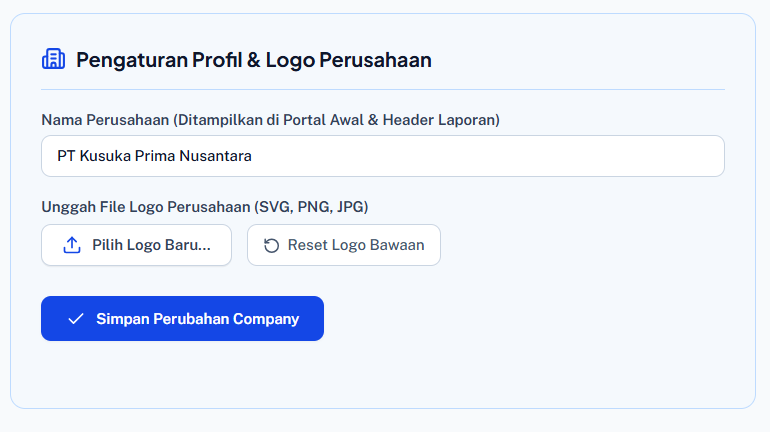 Pengaturan Profil & Logo Perusahaan
Nama Perusahaan (Ditampilkan di Portal Awal & Header Laporan)
PT Kusuka Prima Nusantara
Unggah File Logo Perusahaan (SVG, PNG, JPG)
Pilih Logo Baru...
Reset Logo Bawaan
Simpan Perubahan Company